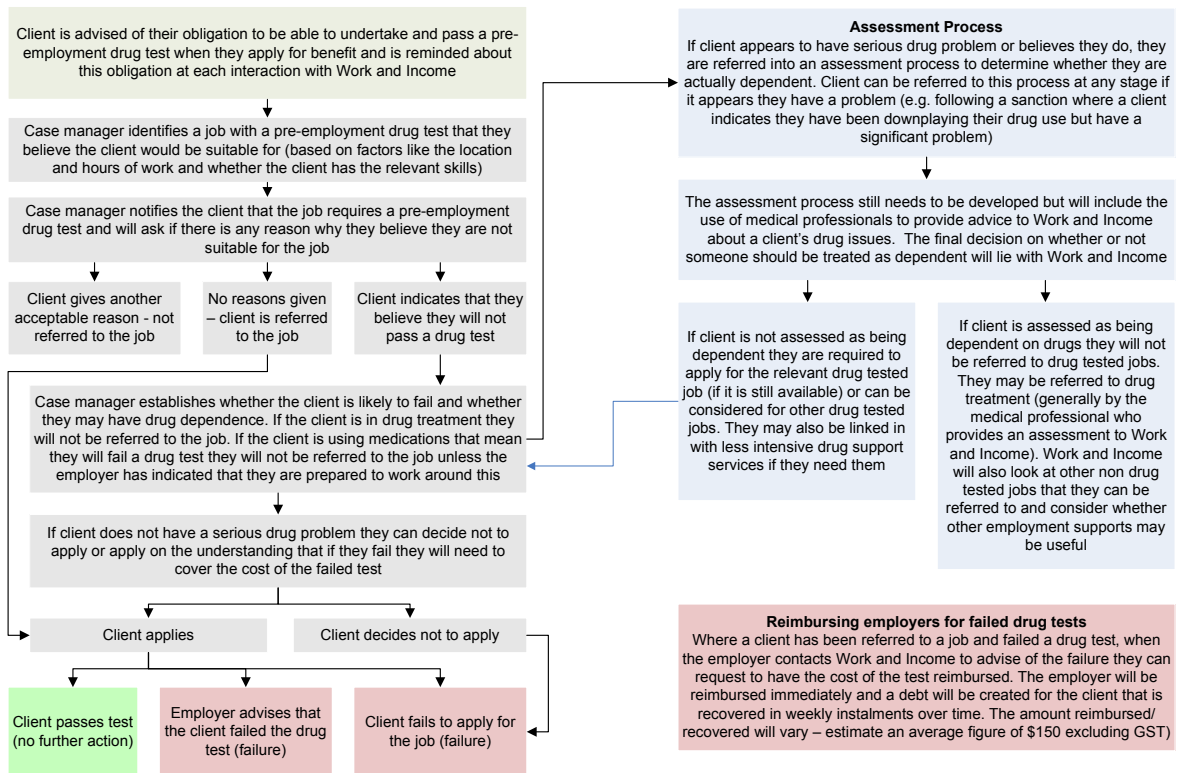 Client is advised of their obligation to be able to undertake and pass a pre-
employment drug test when they apply for benefit and is reminded about
this obligation at each interaction with Work and Income
Case manager identifies a job with a pre-employment drug test that they
believe the client would be suitable for (based on factors like the location
and hours of work and whether the client has the relevant skills)
Case manager notifies the client that the job requires a pre-employment
drug test and will ask if there is any reason why they believe they are not
suitable for the job
Client gives another
acceptable reason - not
referred to the job
No reasons given
– client is referred
to the job
Client indicates that they
believe they will not
pass a drug test
Case manager establishes whether the client is likely to fail and whether
they may have drug dependence. If the client is in drug treatment they
will not be referred to the job. If the client is using medications that mean
they will fail a drug test they will not be referred to the job unless the
employer has indicated that they are prepared to work around this
If client does not have a serious drug problem they can decide not to
apply or apply on the understanding that if they fail they will need to
cover the cost of the failed test
Client applies
Client decides not to apply
Client passes test
(no further action)
Employer advises that
the client failed the drug
test (failure)
Client fails to apply for
the job (failure)
Assessment Process
If client appears to have serious drug problem or believes they do, they
are referred into an assessment process to determine whether they are
actually dependent. Client can be referred to this process at any stage if
it appears they have a problem (e.g. following a sanction where a client
indicates they have been downplaying their drug use but have a
significant problem)
The assessment process still needs to be developed but will include the
use of medical professionals to provide advice to Work and Income
about a client's drug issues.  The final decision on whether or not
someone should be treated as dependent will lie with Work and Income
If client is not assessed as being
dependent they are required to
apply for the relevant drug tested
job (if it is still available) or can be
considered for other drug tested
jobs. They may also be linked in
with less intensive drug support
services if they need them
If client is assessed as being
dependent on drugs they will not
be referred to drug tested jobs.
They may be referred to drug
treatment (generally by the
medical professional who
provides an assessment to Work
and Income). Work and Income
will also look at other non drug
tested jobs that they can be
referred to and consider whether
other employment supports may
be useful
Reimbursing employers for failed drug tests
Where a client has been referred to a job and failed a drug test, when
the employer contacts Work and Income to advise of the failure they can
request to have the cost of the test reimbursed. The employer will be
reimbursed immediately and a debt will be created for the client that is
recovered in weekly instalments over time. The amount reimbursed/
recovered will vary – estimate an average figure of $150 excluding GST)